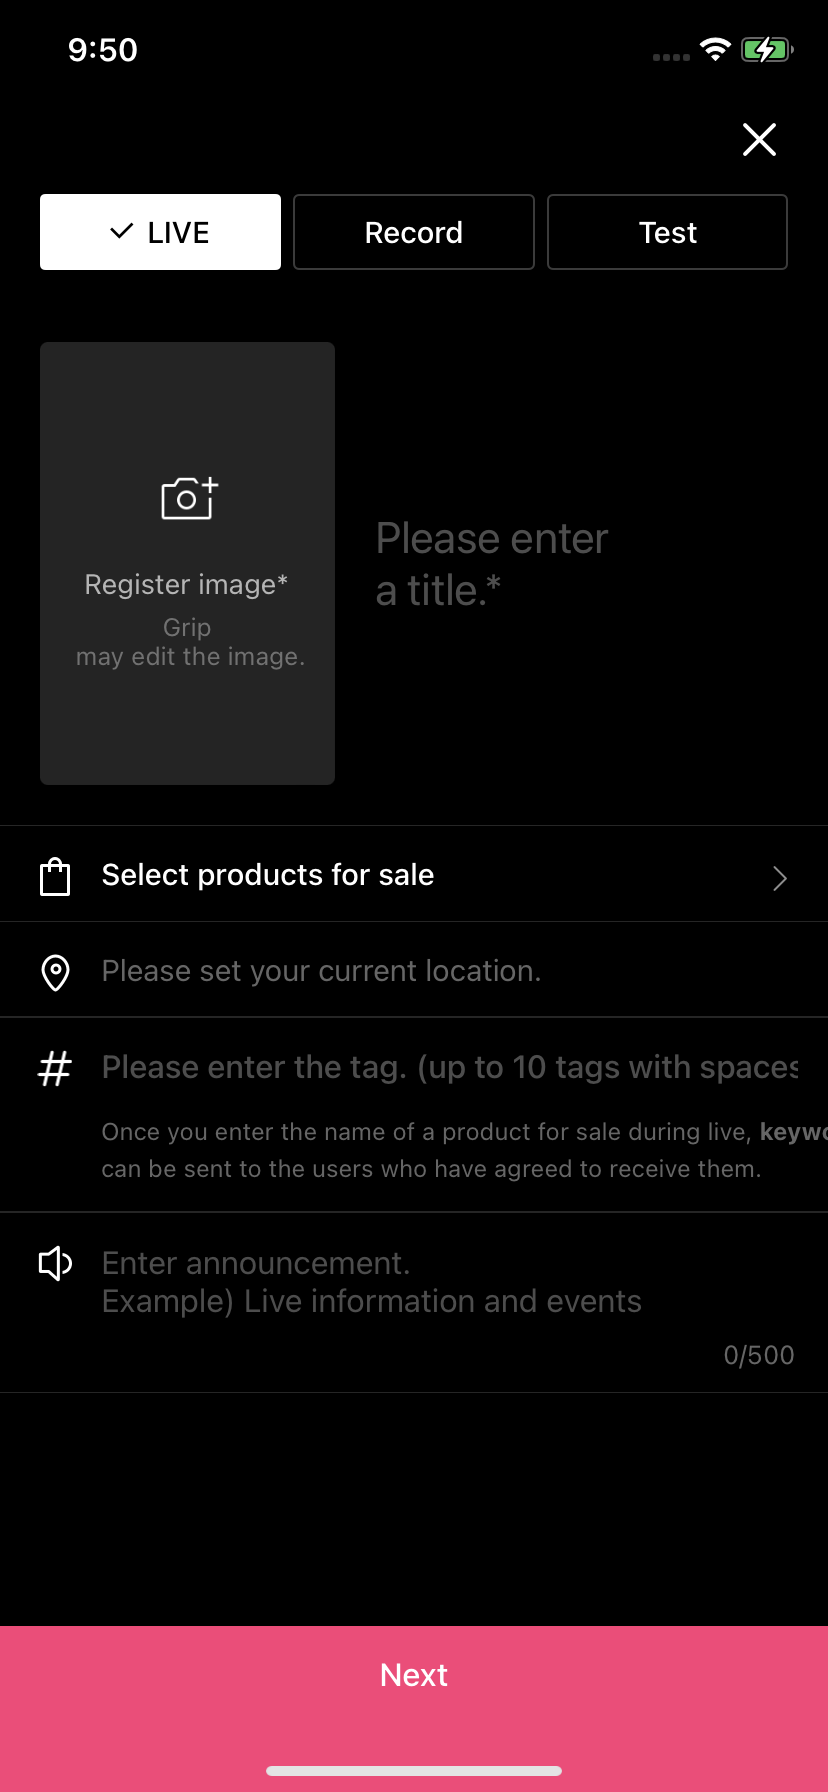 9:50
LIVE
Record
Test
Register image*
Grip
may edit the image.
Please enter
a title.*
Select products for sale
Please set your current location.
Please enter the tag. (up to 10 tags with spaces
Once you enter the name of a product for sale during live,
can be sent to the users who have agreed to receive them.
Enter announcement.
Example) Live information and events
0/500
Next